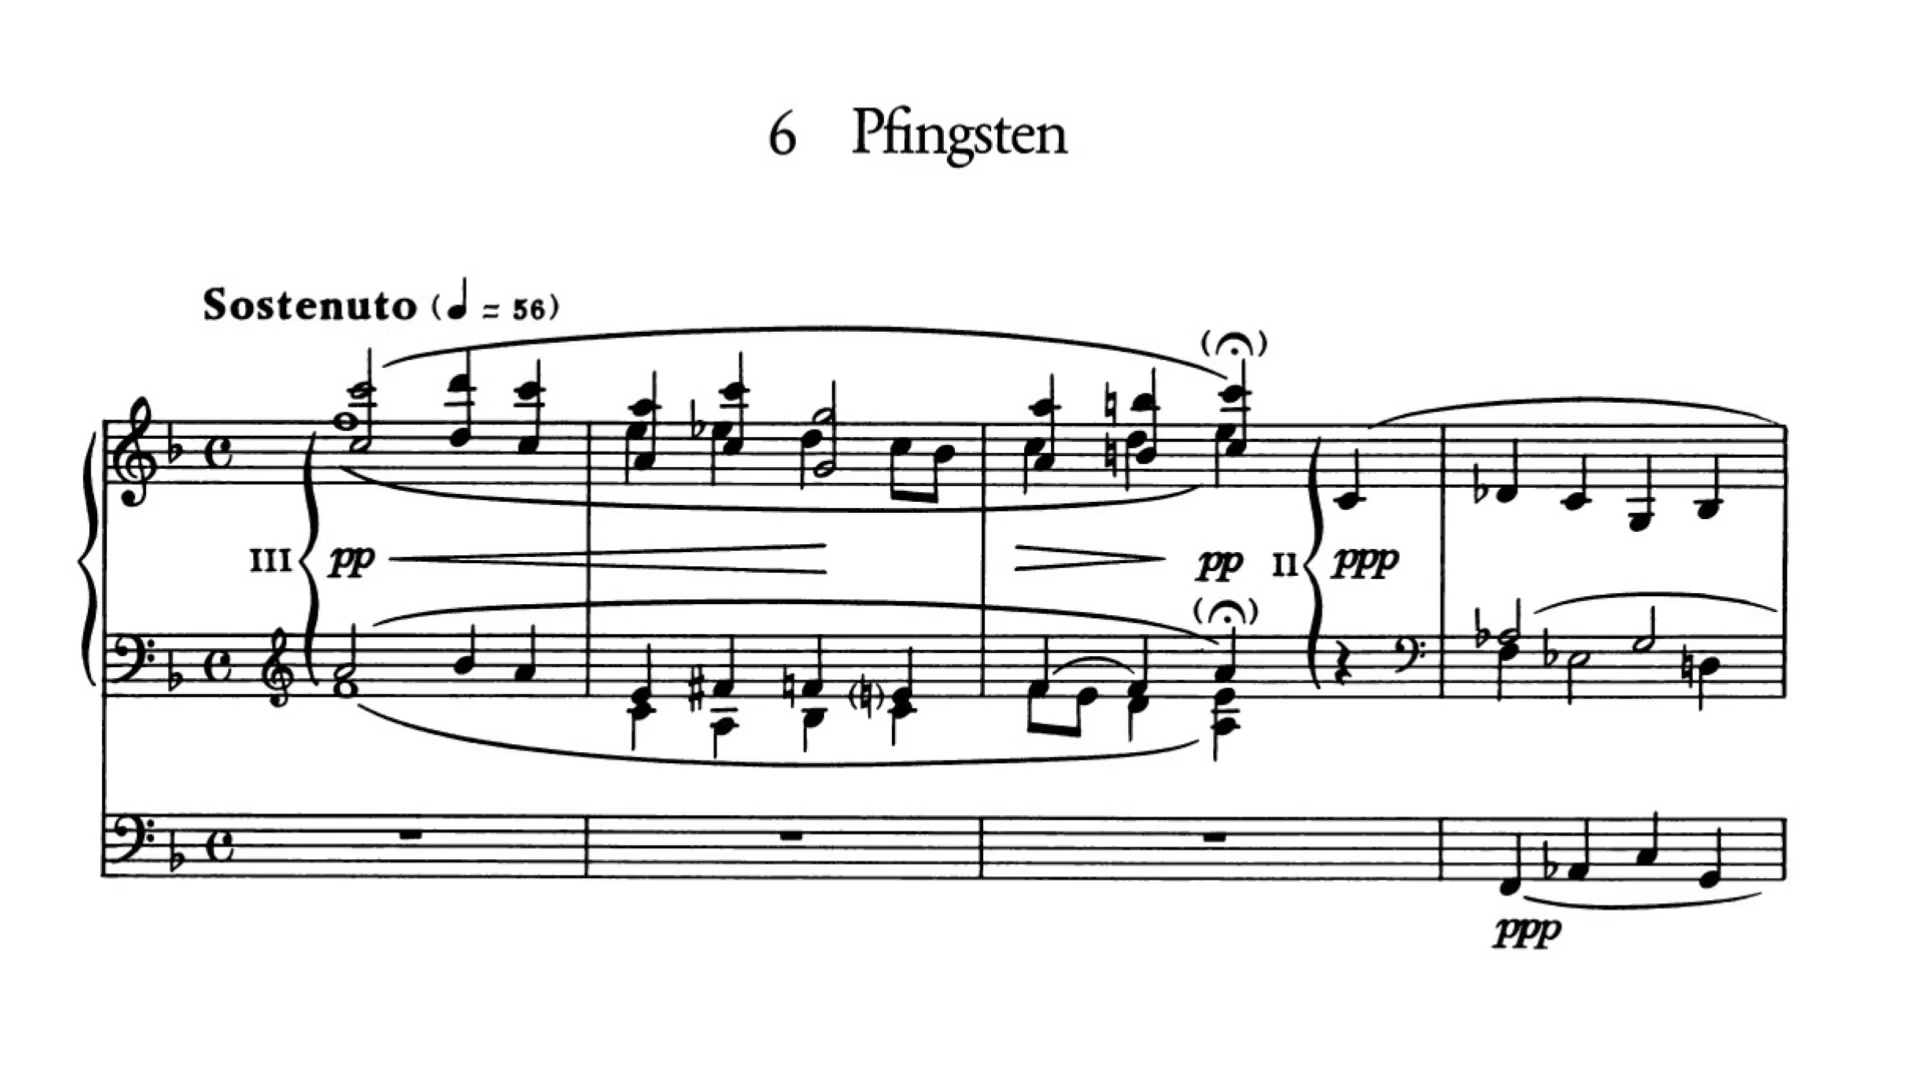 6 Pfingsten
Sostenuto (♩ = 56)
III pp pp II ppp
ppp